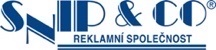 SNIP & CO®
REKLAMNÍ SPOLEČNOST